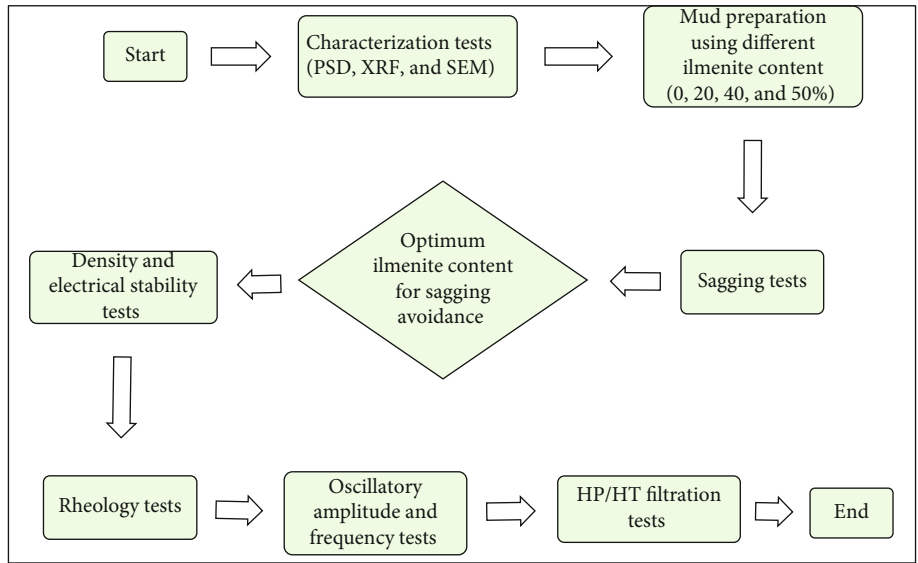 Start
Characterization tests
(PSD, XRF, and SEM)
Mud preparation
using different
ilmenite content
(0, 20, 40, and 50%)
Sagging tests
Optimum
ilmenite content
for sagging
avoidance
Density and
electrical stability
tests
Rheology tests
Oscillatory
amplitude and
frequency tests
HP/HT filtration
tests
End